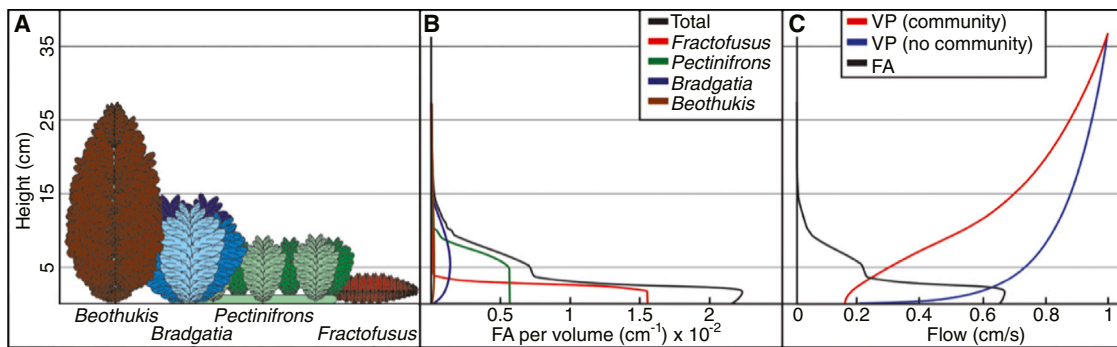 A
Height (cm)
35
25
15
5
Beothukis
Bradgatia
Pectinifrons
Fractofusus
B
Total
Fractofusus
Pectinifrons
Bradgatia
Beothukis
0.5
1
1.5
2
FA per volume (cm⁻¹) x 10⁻²
C
VP (community)
VP (no community)
FA
0
0.2
0.4
0.6
0.8
1
Flow (cm/s)